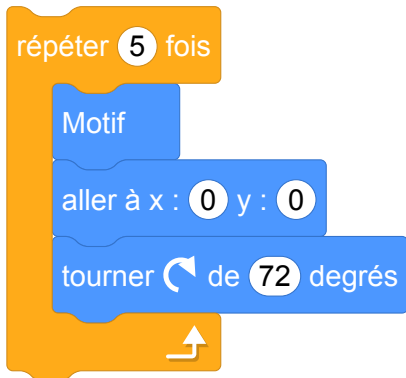 répéter 5 fois
Motif
aller à x : 0 y : 0
tourner de 72 degrés